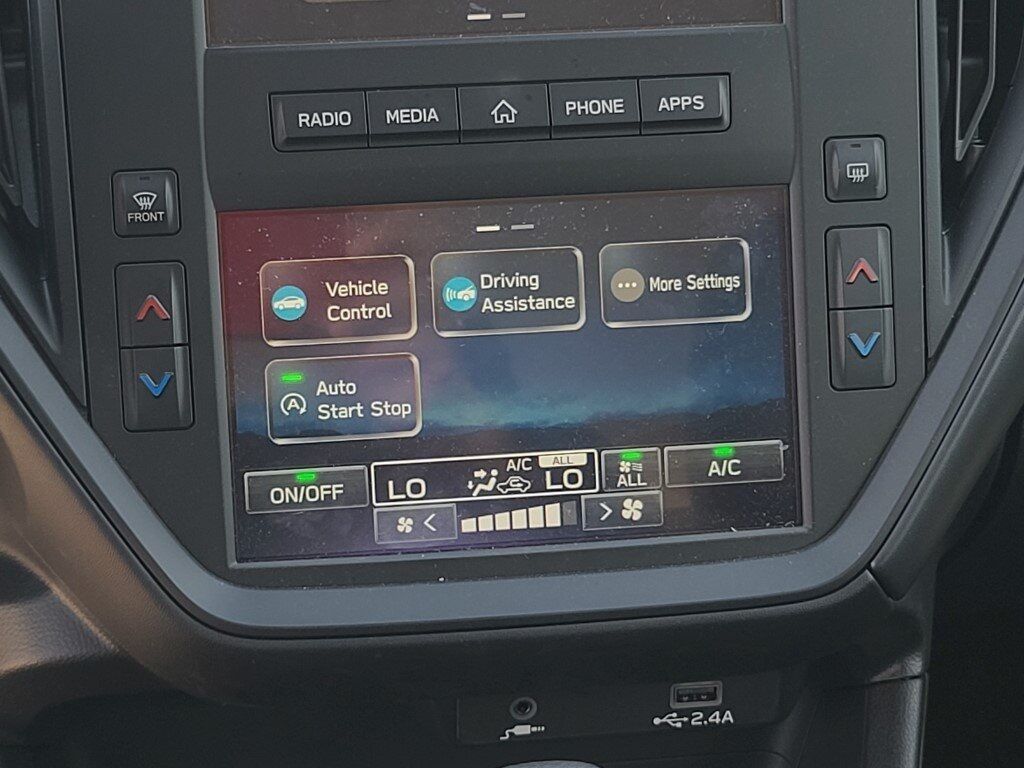 RADIO
MEDIA
PHONE
APPS
FRONT
Vehicle
Control
Driving
Assistance
More Settings
Auto
Start Stop
A
ON/OFF
LO
A/C
ALL
LO
ALL
A/C
<
>
2.4A